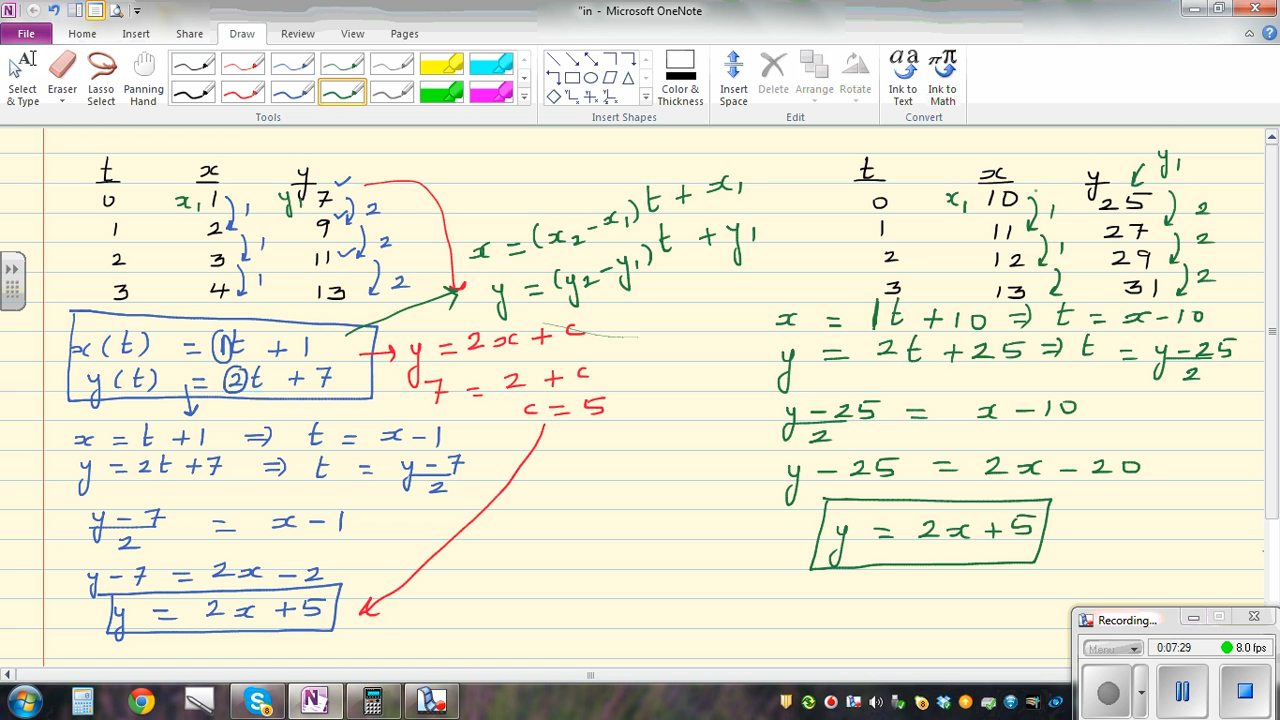 "in - Microsoft OneNote
File Home Insert Share Draw Review View Pages
Select & Type Eraser Lasso Select Panning Hand Color & Thickness Insert Space Delete Arrange Rotate Ink to Text Ink to Math
Tools Insert Shapes Edit Convert
t x y
0 x₁ 1 y₁ 7
1 2 9
2 3 11
3 4 13
1 2
1 2
1 2
x(t) = 1t + 1
y(t) = 2t + 7
x = t + 1 ⇒ t = x - 1
y = 2t + 7 ⇒ t = (y - 7)/2
(y - 7)/2 = x - 1
y - 7 = 2x - 2
y = 2x + 5
x = (x₂ - x₁)t + x₁
y = (y₂ - y₁)t + y₁
y = 2x + c
7 = 2 + c
c = 5
t x y y₁
0 x₁ 10 25
1 11 27
2 12 29
3 13 31
1 2
1 2
2
x = 1t + 10 ⇒ t = x - 10
y = 2t + 25 ⇒ t = (y - 25)/2
(y - 25)/2 = x - 10
y - 25 = 2x - 20
y = 2x + 5
Recording...
Menu 0:07:29 8.0 fps